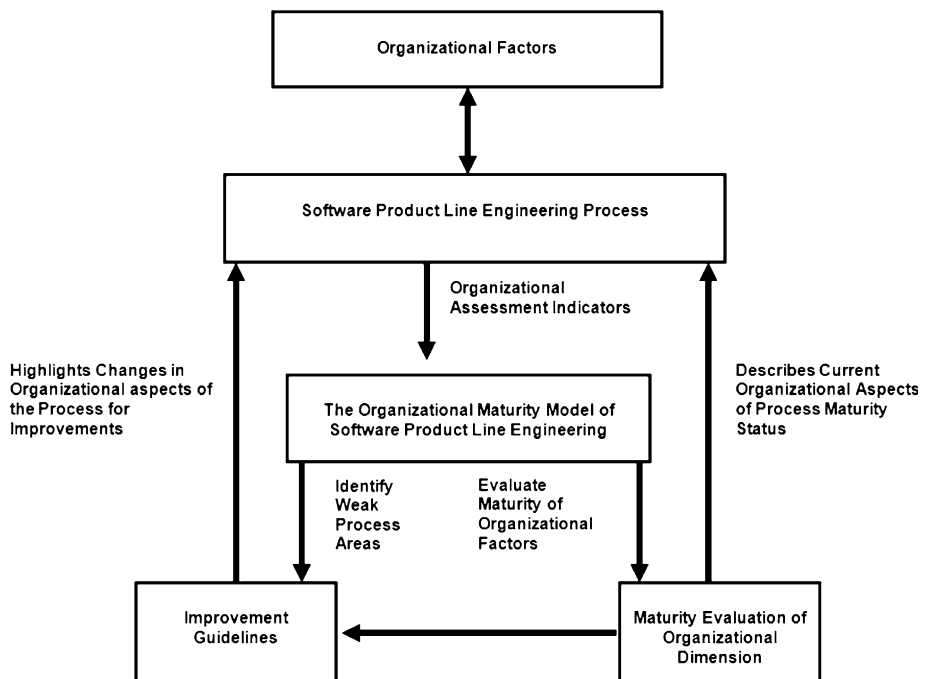 Organizational Factors
Software Product Line Engineering Process
Organizational
Assessment Indicators
Highlights Changes in
Organizational aspects of
the Process for
Improvements
Describes Current
Organizational Aspects
of Process Maturity
Status
The Organizational Maturity Model of
Software Product Line Engineering
Identify
Weak
Process
Areas
Evaluate
Maturity of
Organizational
Factors
Improvement
Guidelines
Maturity Evaluation of
Organizational
Dimension